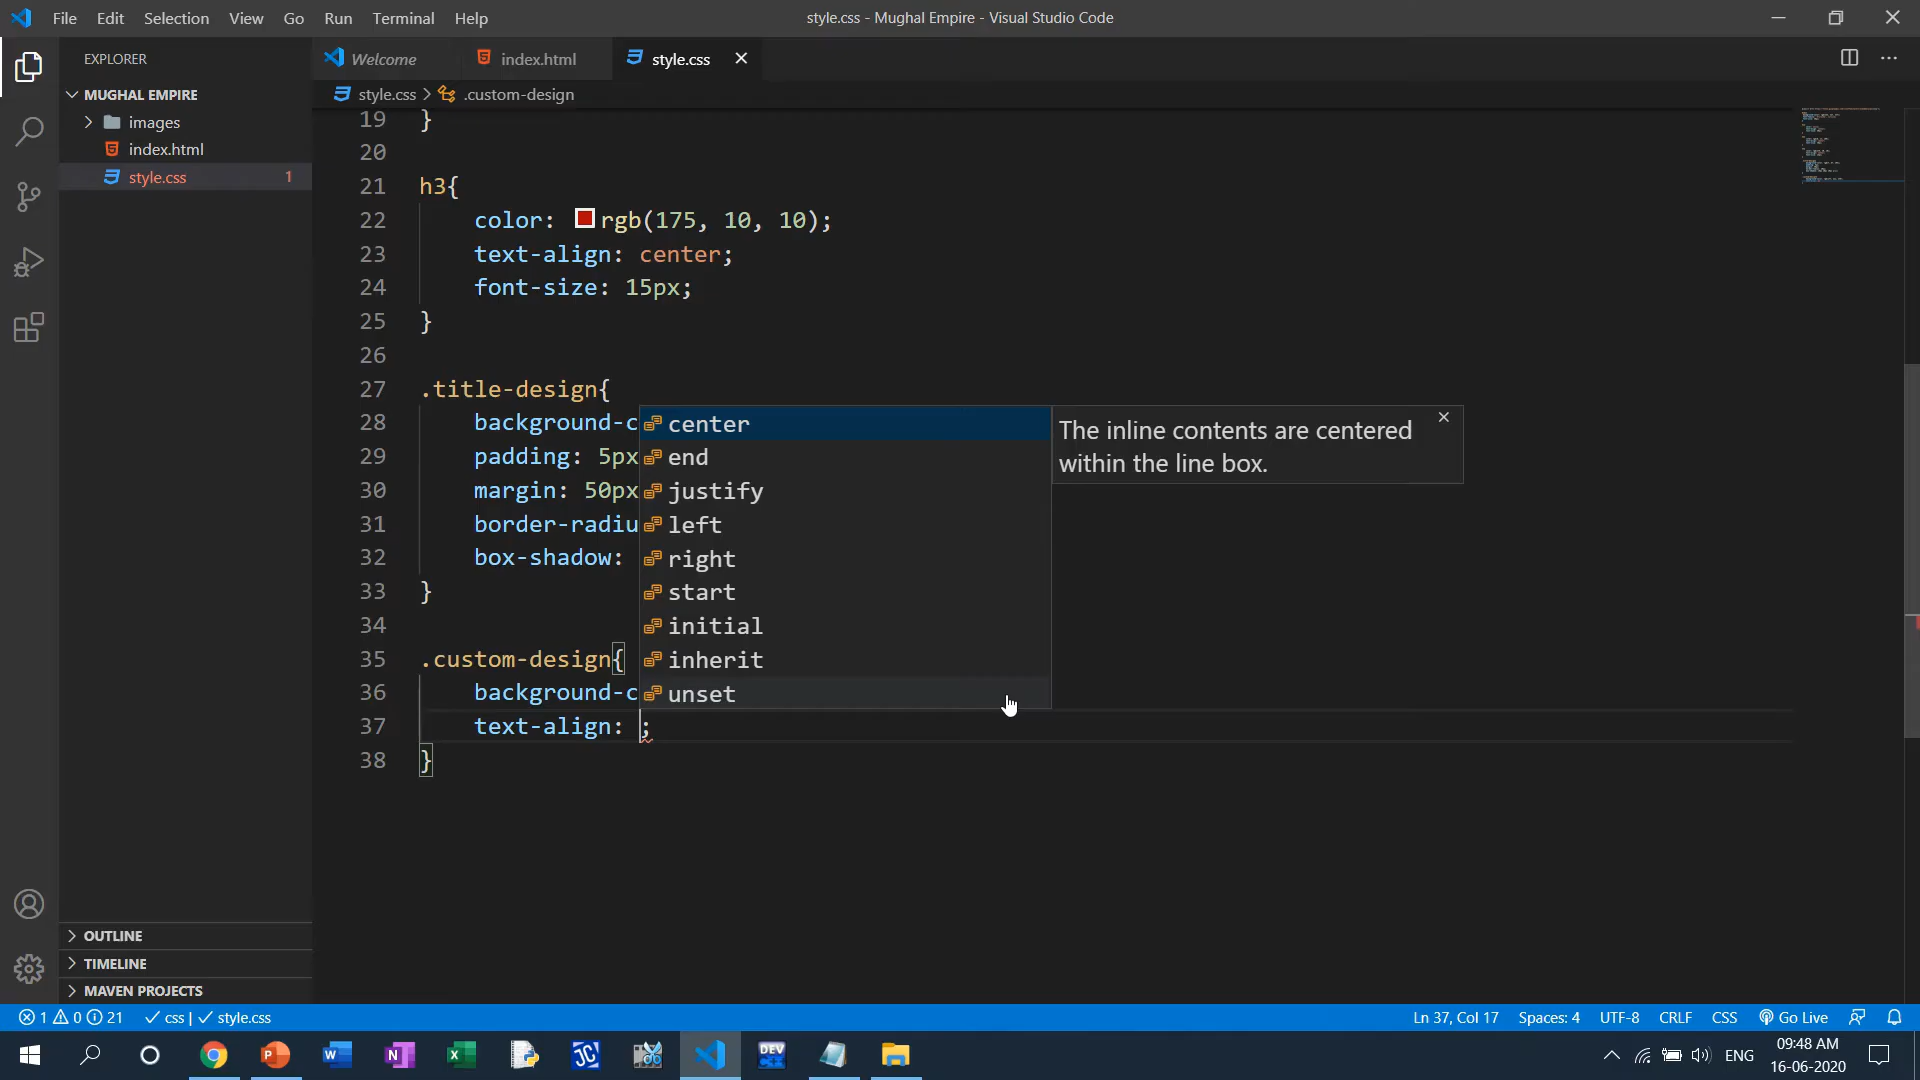 File Edit Selection View Go Run Terminal Help
style.css - Mughal Empire - Visual Studio Code
EXPLORER
MUGHAL EMPIRE
images
index.html
style.css 1
OUTLINE
TIMELINE
MAVEN PROJECTS
Welcome index.html style.css
style.css > .custom-design
19 }
20
21 h3{
22 color: rgb(175, 10, 10);
23 text-align: center;
24 font-size: 15px;
25 }
26
27 .title-design{
28 background-c
29 padding: 5px
30 margin: 50px
31 border-radiu
32 box-shadow:
33 }
34
35 .custom-design{
36 background-c
37 text-align: ;
38 }
center
end
justify
left
right
start
initial
inherit
unset
The inline contents are centered
within the line box.
1 0 21 css | style.css
Ln 37, Col 17 Spaces: 4 UTF-8 CRLF CSS Go Live
ENG
09:48 AM
16-06-2020